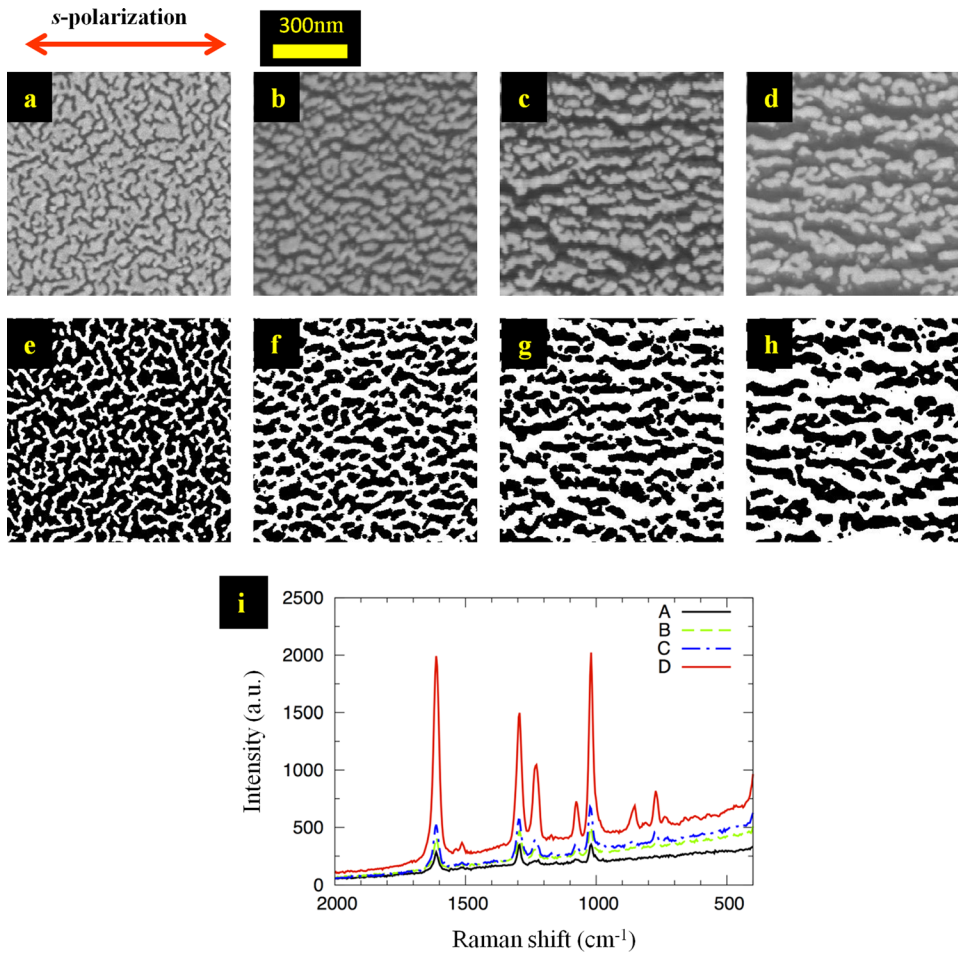 s-polarization
300nm
a
b
c
d
e
f
g
h
i
Intensity (a.u.)
2500
2000
1500
1000
500
0
A
B
C
D
2000 1500 1000 500
Raman shift (cm-1)